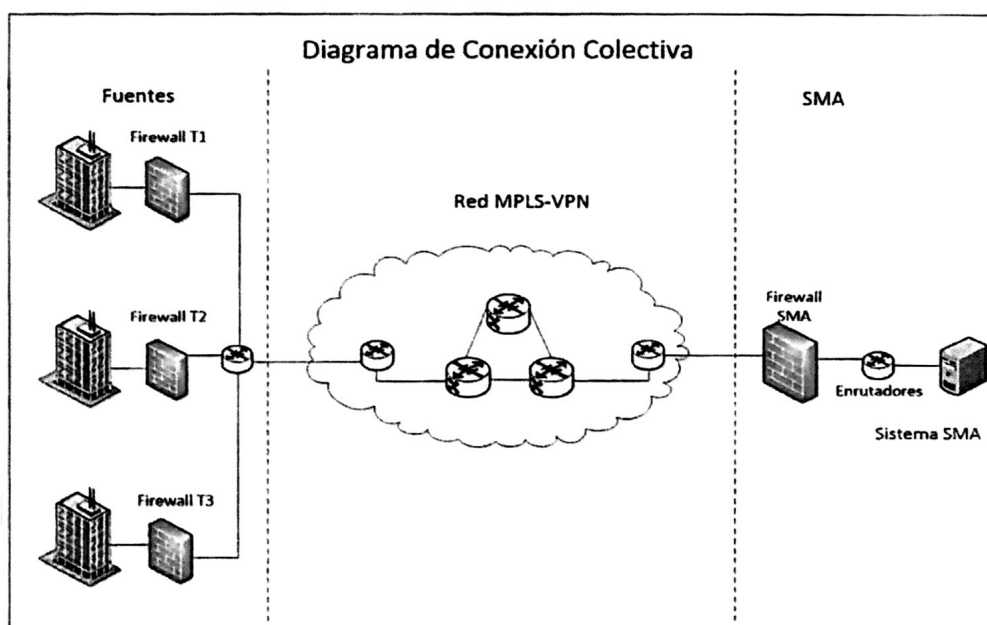 Diagrama de Conexión Colectiva
Fuentes
SMA
Firewall T1
Red MPLS-VPN
Firewall T2
Firewall
SMA
Enrutadores
Sistema SMA
Firewall T3